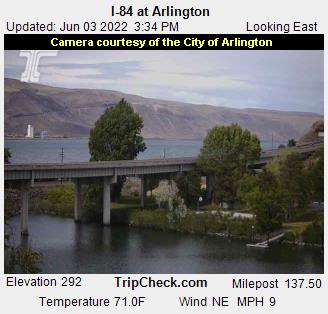 I-84 at Arlington
Updated: Jun 03 2022 3:34 PM Looking East
Camera courtesy of the City of Arlington
Elevation 292 TripCheck.com Milepost 137.50
Temperature 71.0F Wind NE MPH 9